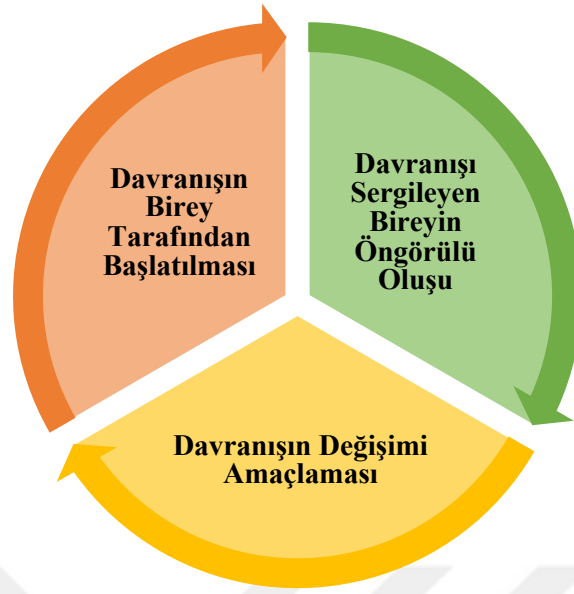 Davranışın
Birey
Tarafından
Başlatılması
Davranışı
Sergileyen
Bireyin
Öngörülü
Oluşu
Davranışın Değişimi
Amaçlaması